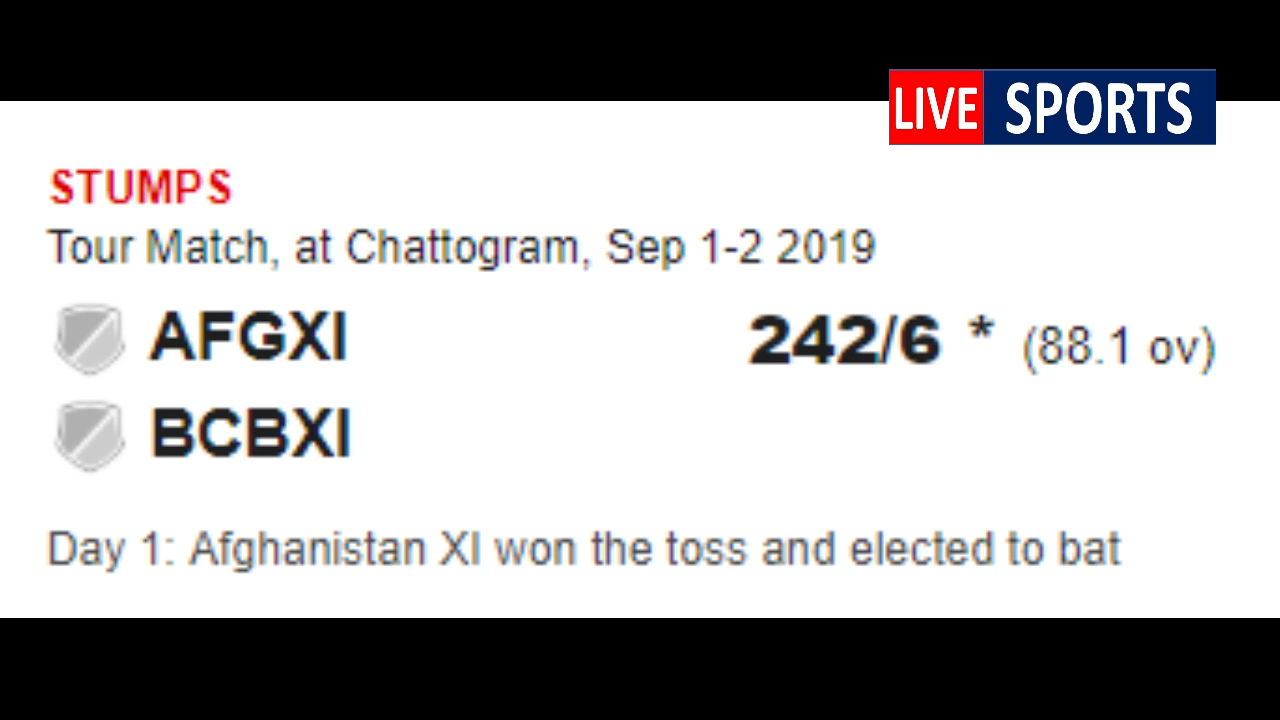 LIVE SPORTS
STUMPS
Tour Match, at Chattogram, Sep 1-2 2019
AFGXI 242/6 * (88.1 ov)
BCBXI
Day 1: Afghanistan XI won the toss and elected to bat